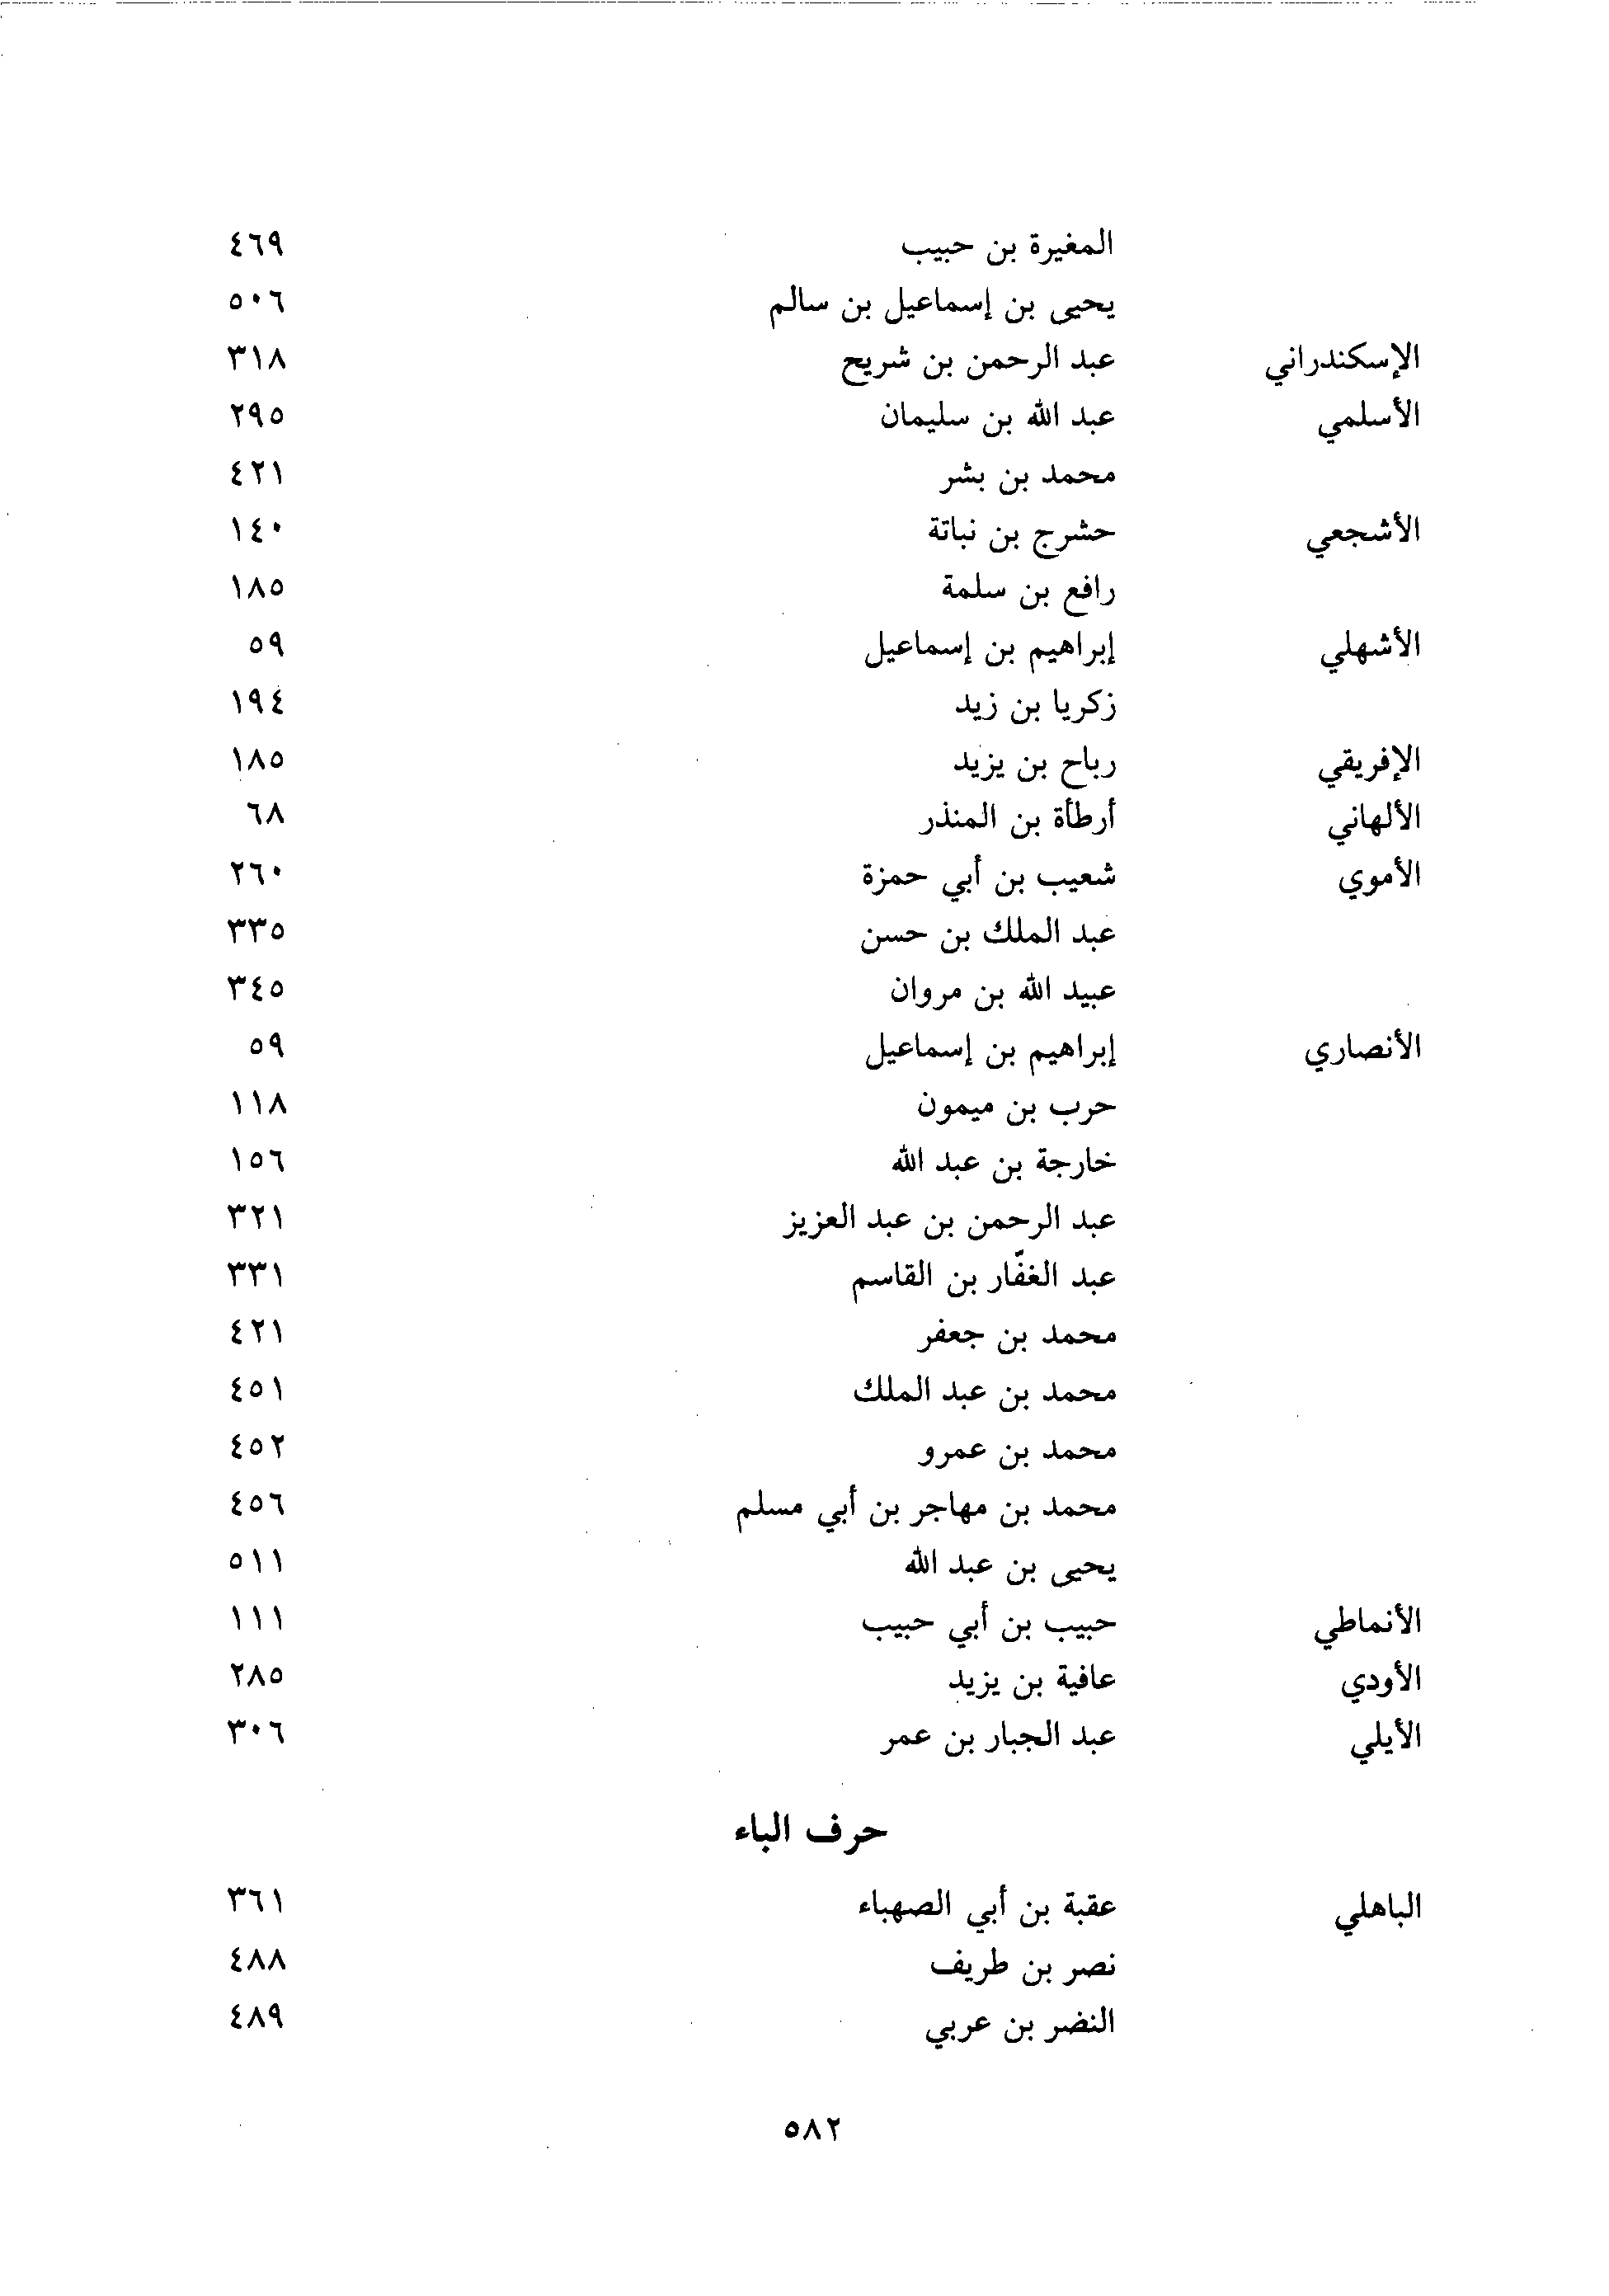 المغيرة بن حبيب ٤٦٩
يحيى بن إسماعيل بن سالم ٥٠٦
الإسكندراني عبد الرحمن بن شريح ٣١٨
الأسلمي عبد الله بن سليمان ٢٩٥
محمد بن بشر ٤٢١
الأشجعي حشرج بن نباتة ١٤٠
رافع بن سلمة ١٨٥
الأشهلي إبراهيم بن إسماعيل ٥٩
زكريا بن زيد ١٩٤
الإفريقي رباح بن يزيد ١٨٥
الألهاني أرطأة بن المنذر ٦٨
الأموي شعيب بن أبي حمزة ٢٦٠
عبد الملك بن حسن ٣٣٥
عبيد الله بن مروان ٣٤٥
الأنصاري إبراهيم بن إسماعيل ٥٩
حرب بن ميمون ١١٨
خارجة بن عبد الله ١٥٦
عبد الرحمن بن عبد العزيز ٣٢١
عبد الغفّار بن القاسم ٣٣١
محمد بن جعفر ٤٢١
محمد بن عبد الملك ٤٥١
محمد بن عمرو ٤٥٢
محمد بن مهاجر بن أبي مسلم ٤٥٦
يحيى بن عبد الله ٥١١
الأنماطي حبيب بن أبي حبيب ١١١
الأودي عافية بن يزيد ٢٨٥
الأيلي عبد الجبار بن عمر ٣٠٦
حرف الباء
الباهلي عقبة بن أبي الصهباء ٣٦١
نصر بن طريف ٤٨٨
النضر بن عربي ٤٨٩
٥٨٢